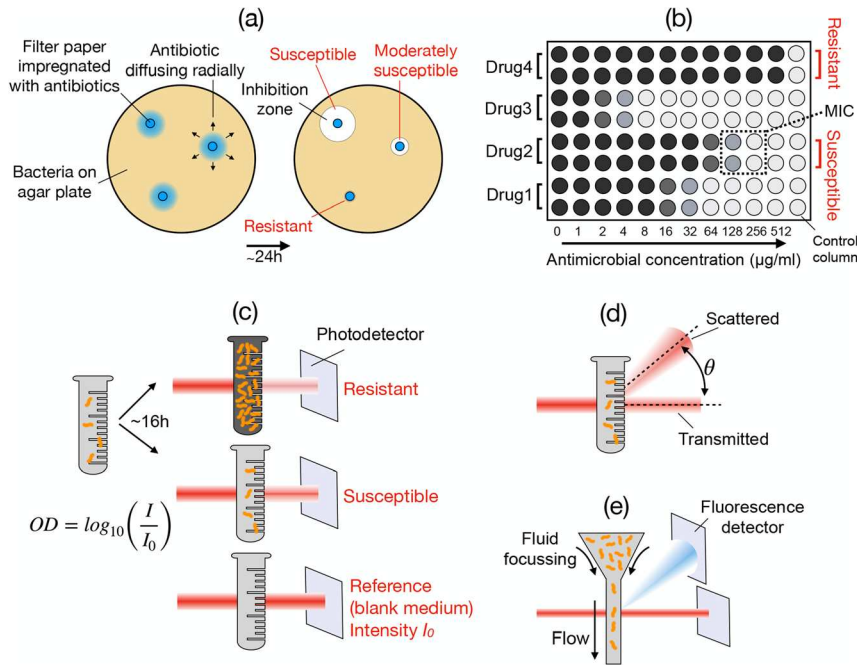 (a)
Filter paper
impregnated
with antibiotics
Antibiotic
diffusing radially
Bacteria on
agar plate
~24h
Susceptible
Moderately
susceptible
Inhibition
zone
Resistant
(b)
Drug4
Drug3
Drug2
Drug1
Resistant
MIC
Susceptible
0 1 2 4 8 16 32 64 128 256 512
Antimicrobial concentration (μg/ml)
Control
column
(c)
~16h
Photodetector
Resistant
Susceptible
OD = log10(I/I0)
Reference
(blank medium)
Intensity I0
(d)
Scattered
θ
Transmitted
(e)
Fluid
focussing
Fluorescence
detector
Flow